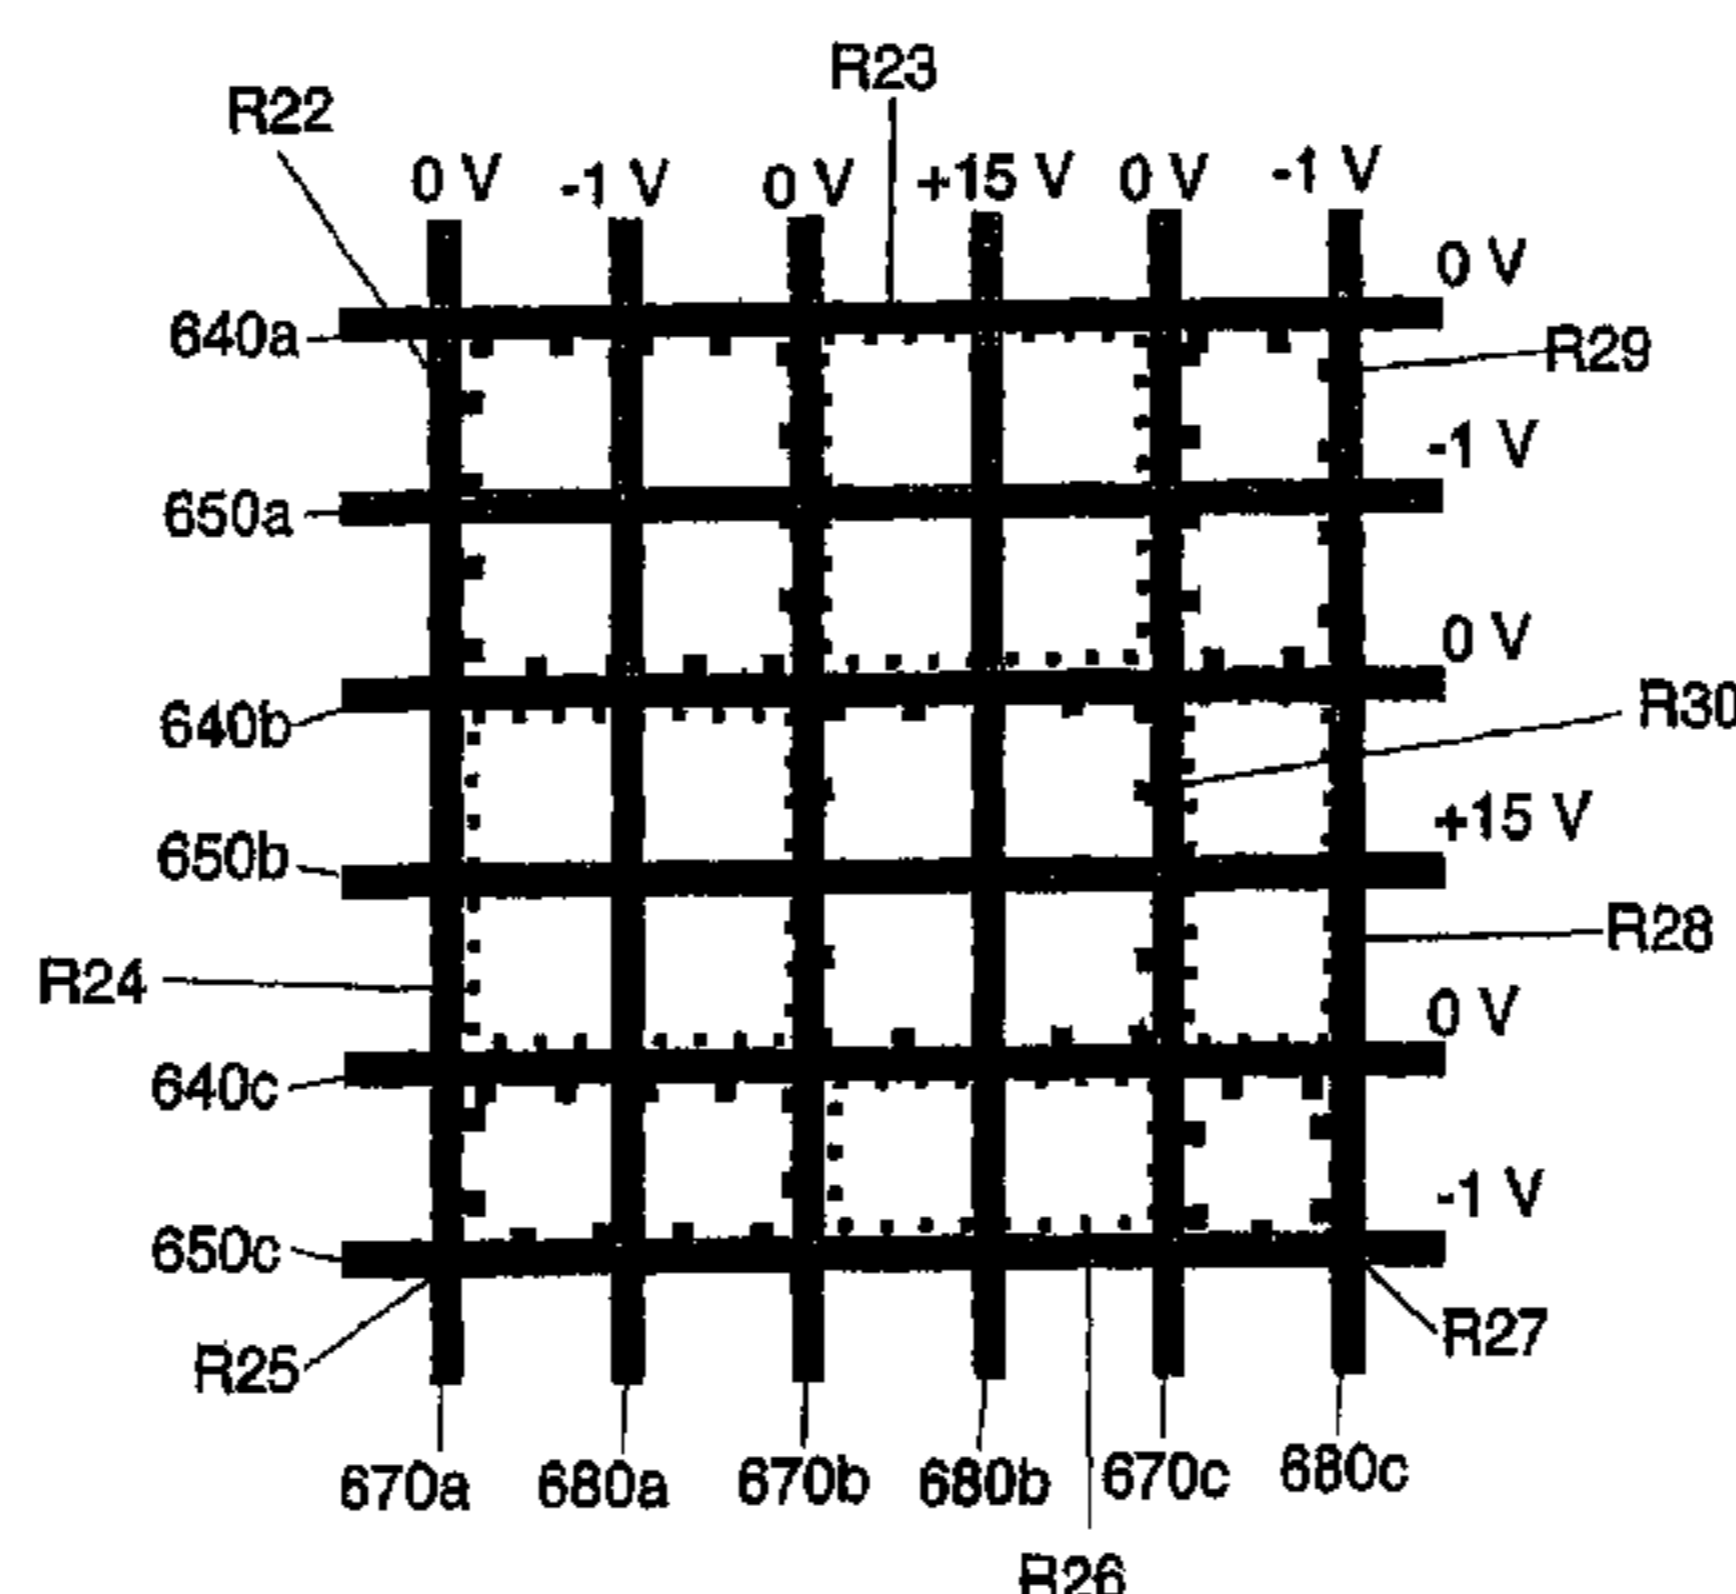 R23
R22
0 V -1 V 0 V +15 V 0 V -1 V
0 V
640a
R29
-1 V
650a
0 V
R30
640b
+15 V
650b
R28
R24
0 V
640c
-1 V
650c
R27
R25
670a 680a 670b 680b 670c 680c
R26